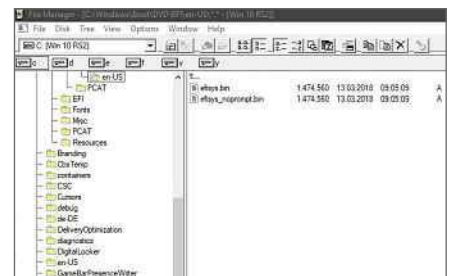 File Manager - [C:\Windows\Boot\DVD\EFI\en-US\*.* - [Win 10 RS2]]
File Disk Tree View Options Window Help
C: [Win 10 RS2]
c d e f v y
en-US
PCAT
EFI
Fonts
Misc
PCAT
Resources
Branding
CbsTemp
containers
CSC
Cursors
debug
de-DE
DeliveryOptimization
diagnostics
DigitalLocker
en-US
GameBarPresenceWriter
t...
efisys.bin 1.474.560 13.03.2018 09:05:09 A
efisys_noprompt.bin 1.474.560 13.03.2018 09:05:09 A